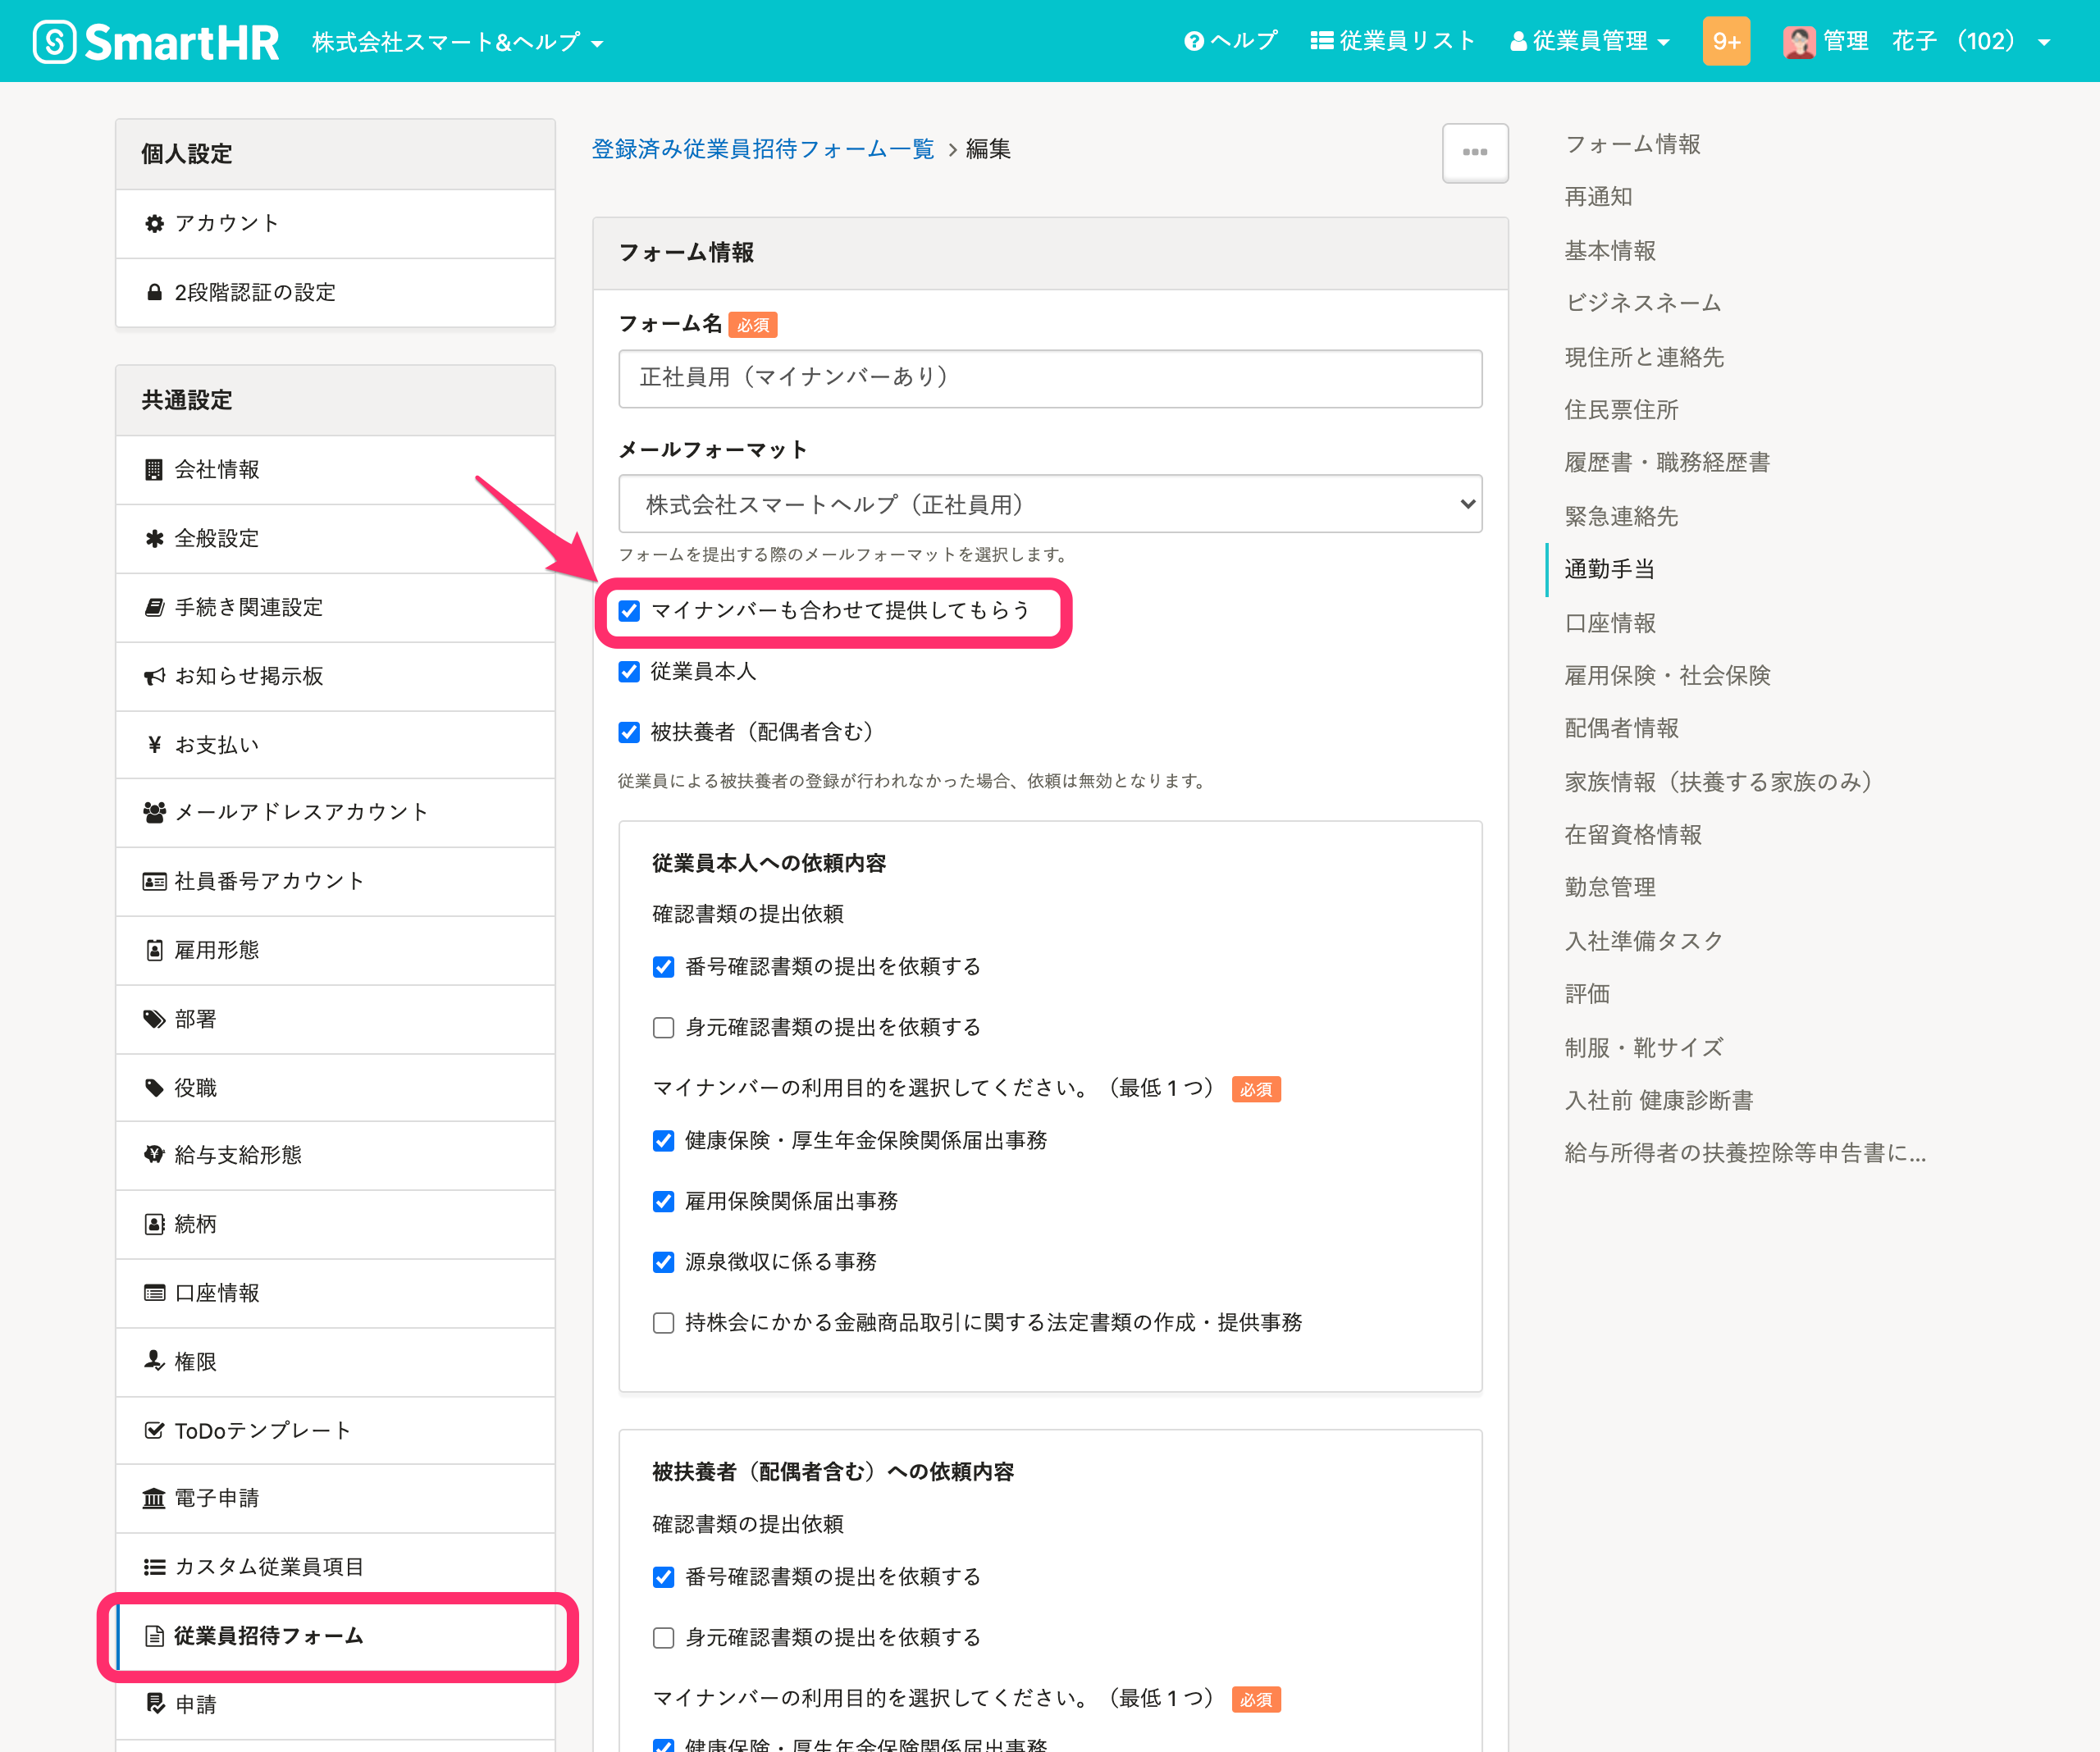 SmartHR 株式会社スマート&ヘルプ ヘルプ 従業員リスト 従業員管理 9+ 管理 花子 （102）
個人設定
アカウント
2段階認証の設定
共通設定
会社情報
全般設定
手続き関連設定
お知らせ掲示板
お支払い
メールアドレスアカウント
社員番号アカウント
雇用形態
部署
役職
給与支給形態
続柄
口座情報
権限
ToDoテンプレート
電子申請
カスタム従業員項目
従業員招待フォーム
申請
登録済み従業員招待フォーム一覧 > 編集
フォーム情報
フォーム名 必須
正社員用（マイナンバーあり）
メールフォーマット
株式会社スマートヘルプ（正社員用）
フォームを提出する際のメールフォーマットを選択します。
マイナンバーも合わせて提供してもらう
従業員本人
被扶養者（配偶者含む）
従業員による被扶養者の登録が行われなかった場合、依頼は無効となります。
従業員本人への依頼内容
確認書類の提出依頼
番号確認書類の提出を依頼する
身元確認書類の提出を依頼する
マイナンバーの利用目的を選択してください。（最低１つ） 必須
健康保険・厚生年金保険関係届出事務
雇用保険関係届出事務
源泉徴収に係る事務
持株会にかかる金融商品取引に関する法定書類の作成・提供事務
被扶養者（配偶者含む）への依頼内容
確認書類の提出依頼
番号確認書類の提出を依頼する
身元確認書類の提出を依頼する
マイナンバーの利用目的を選択してください。（最低１つ） 必須
健康保険・厚生年金保険関係届出事務
フォーム情報
再通知
基本情報
ビジネスネーム
現住所と連絡先
住民票住所
履歴書・職務経歴書
緊急連絡先
通勤手当
口座情報
雇用保険・社会保険
配偶者情報
家族情報（扶養する家族のみ）
在留資格情報
勤怠管理
入社準備タスク
評価
制服・靴サイズ
入社前 健康診断書
給与所得者の扶養控除等申告書に...